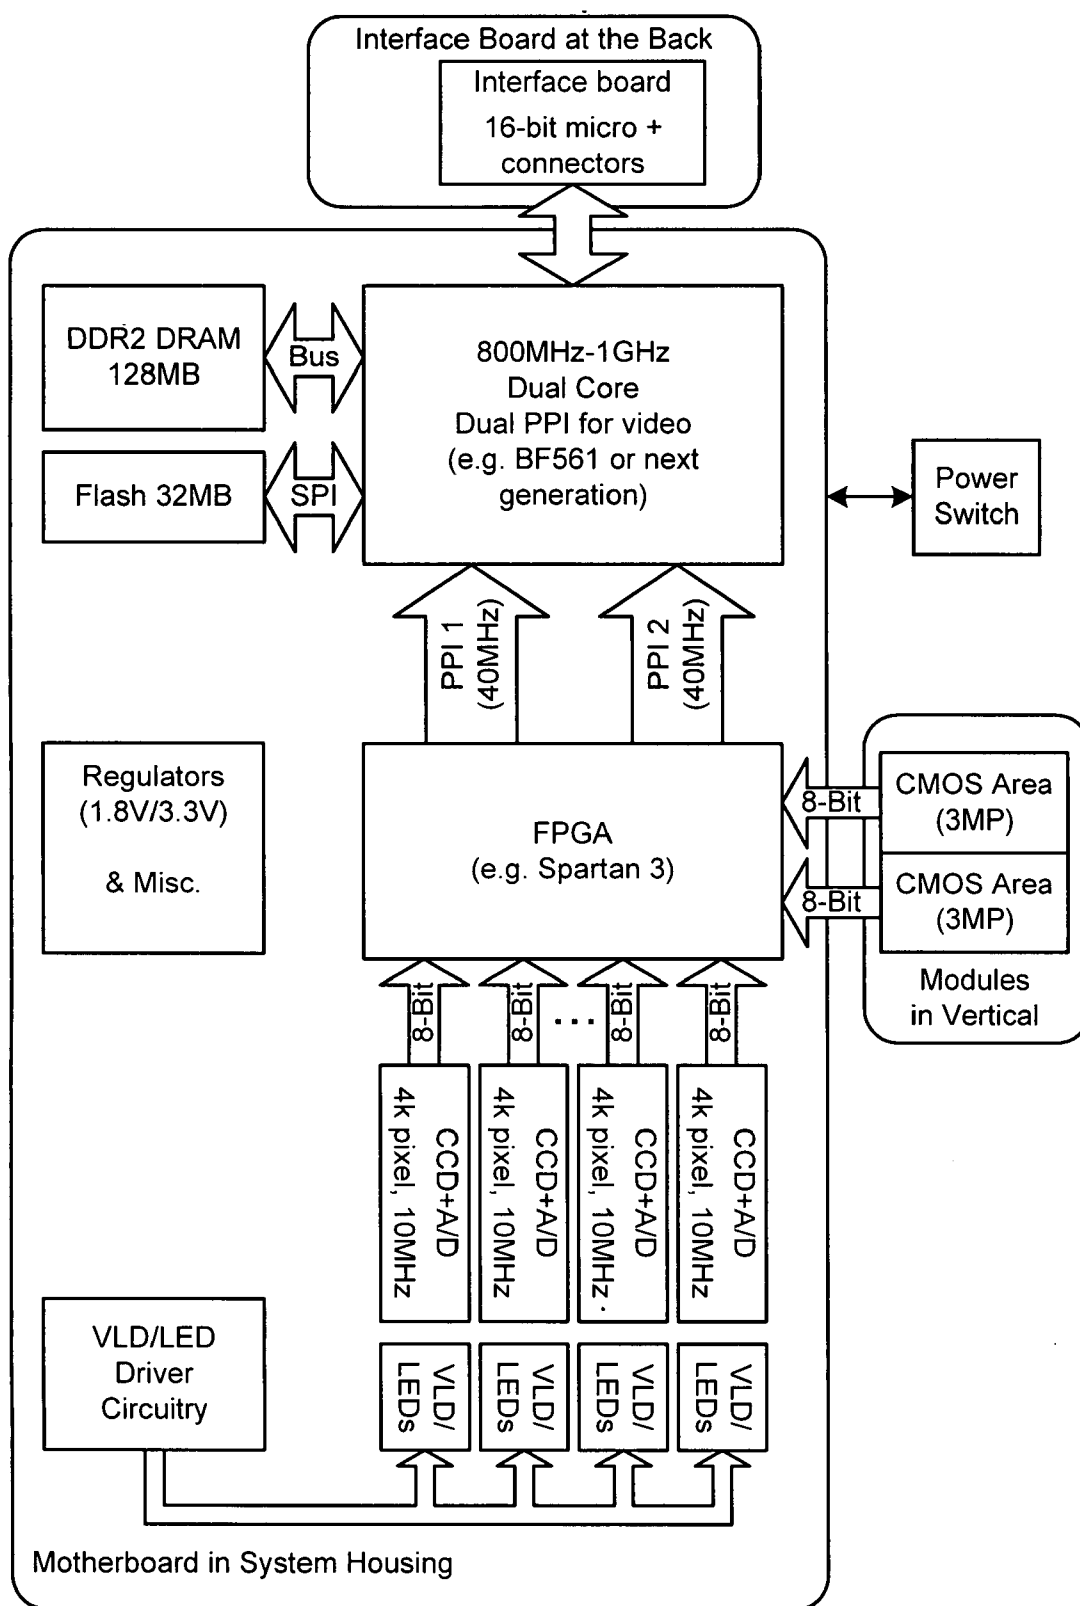 Interface Board at the Back
Interface board
16-bit micro +
connectors
DDR2 DRAM
128MB
Bus
800MHz-1GHz
Dual Core
Dual PPI for video
(e.g. BF561 or next
generation)
Flash 32MB
SPI
Power
Switch
PPI 1
(40MHz)
PPI 2
(40MHz)
Regulators
(1.8V/3.3V)
& Misc.
FPGA
(e.g. Spartan 3)
8-Bit
CMOS Area
(3MP)
8-Bit
CMOS Area
(3MP)
Modules
in Vertical
8-Bit
8-Bit
...
8-Bit
8-Bit
CCD+A/D
4k pixel, 10MHz
CCD+A/D
4k pixel, 10MHz
CCD+A/D
4k pixel, 10MHz
CCD+A/D
4k pixel, 10MHz
VLD/LED
Driver
Circuitry
VLD/
LEDs
VLD/
LEDs
VLD/
LEDs
VLD/
LEDs
Motherboard in System Housing